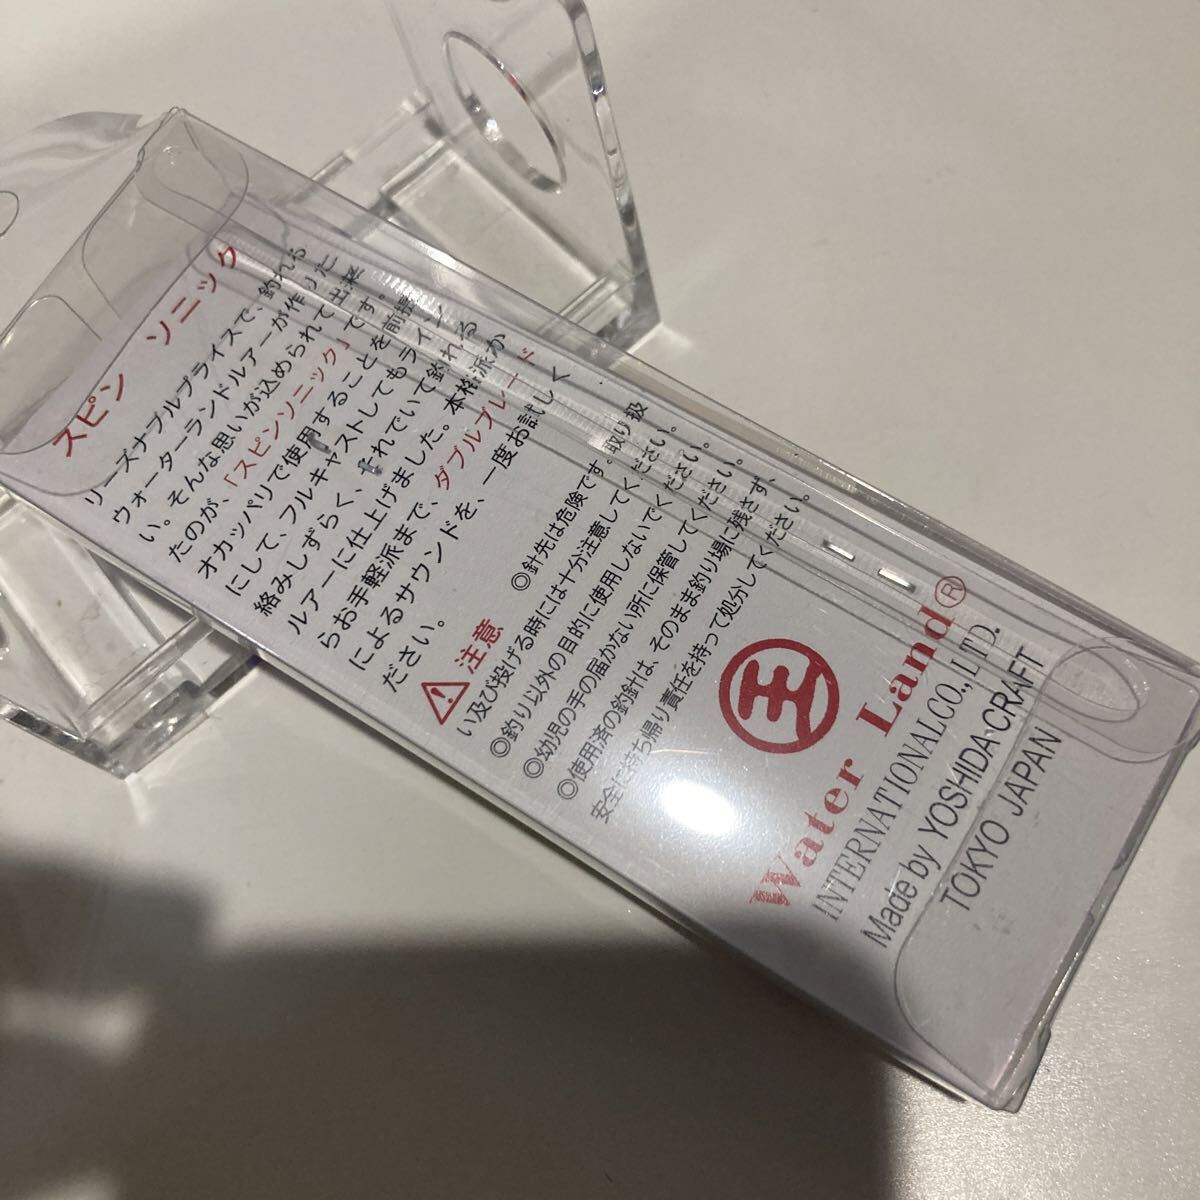 スピン ソニック
リーズナブルプライスで、釣れる
ウォーターランドルアーが作りた
い。そんな思いが込められて出来
たのが、「スピンソニック」です。
オカッパリで使用することを前提
にして、フルキャストしてもライン
絡みしずらく、それでいて釣れる
ルアーに仕上げました。本格派か
らお手軽派まで、ダブルブレード
によるサウンドを、一度お試しく
ださい。
注意
◎針先は危険です。取り扱
い及び投げる時には十分注意してください。
◎釣り以外の目的に使用しないでください。
◎幼児の手の届かない所に保管してください。
◎使用済の釣針は、そのまま釣り場に残さず、
安全に持ち帰り責任を持って処分してください。
Water Land®
INTERNATIONAL CO., LTD.
Made by YOSHIDA CRAFT
TOKYO JAPAN